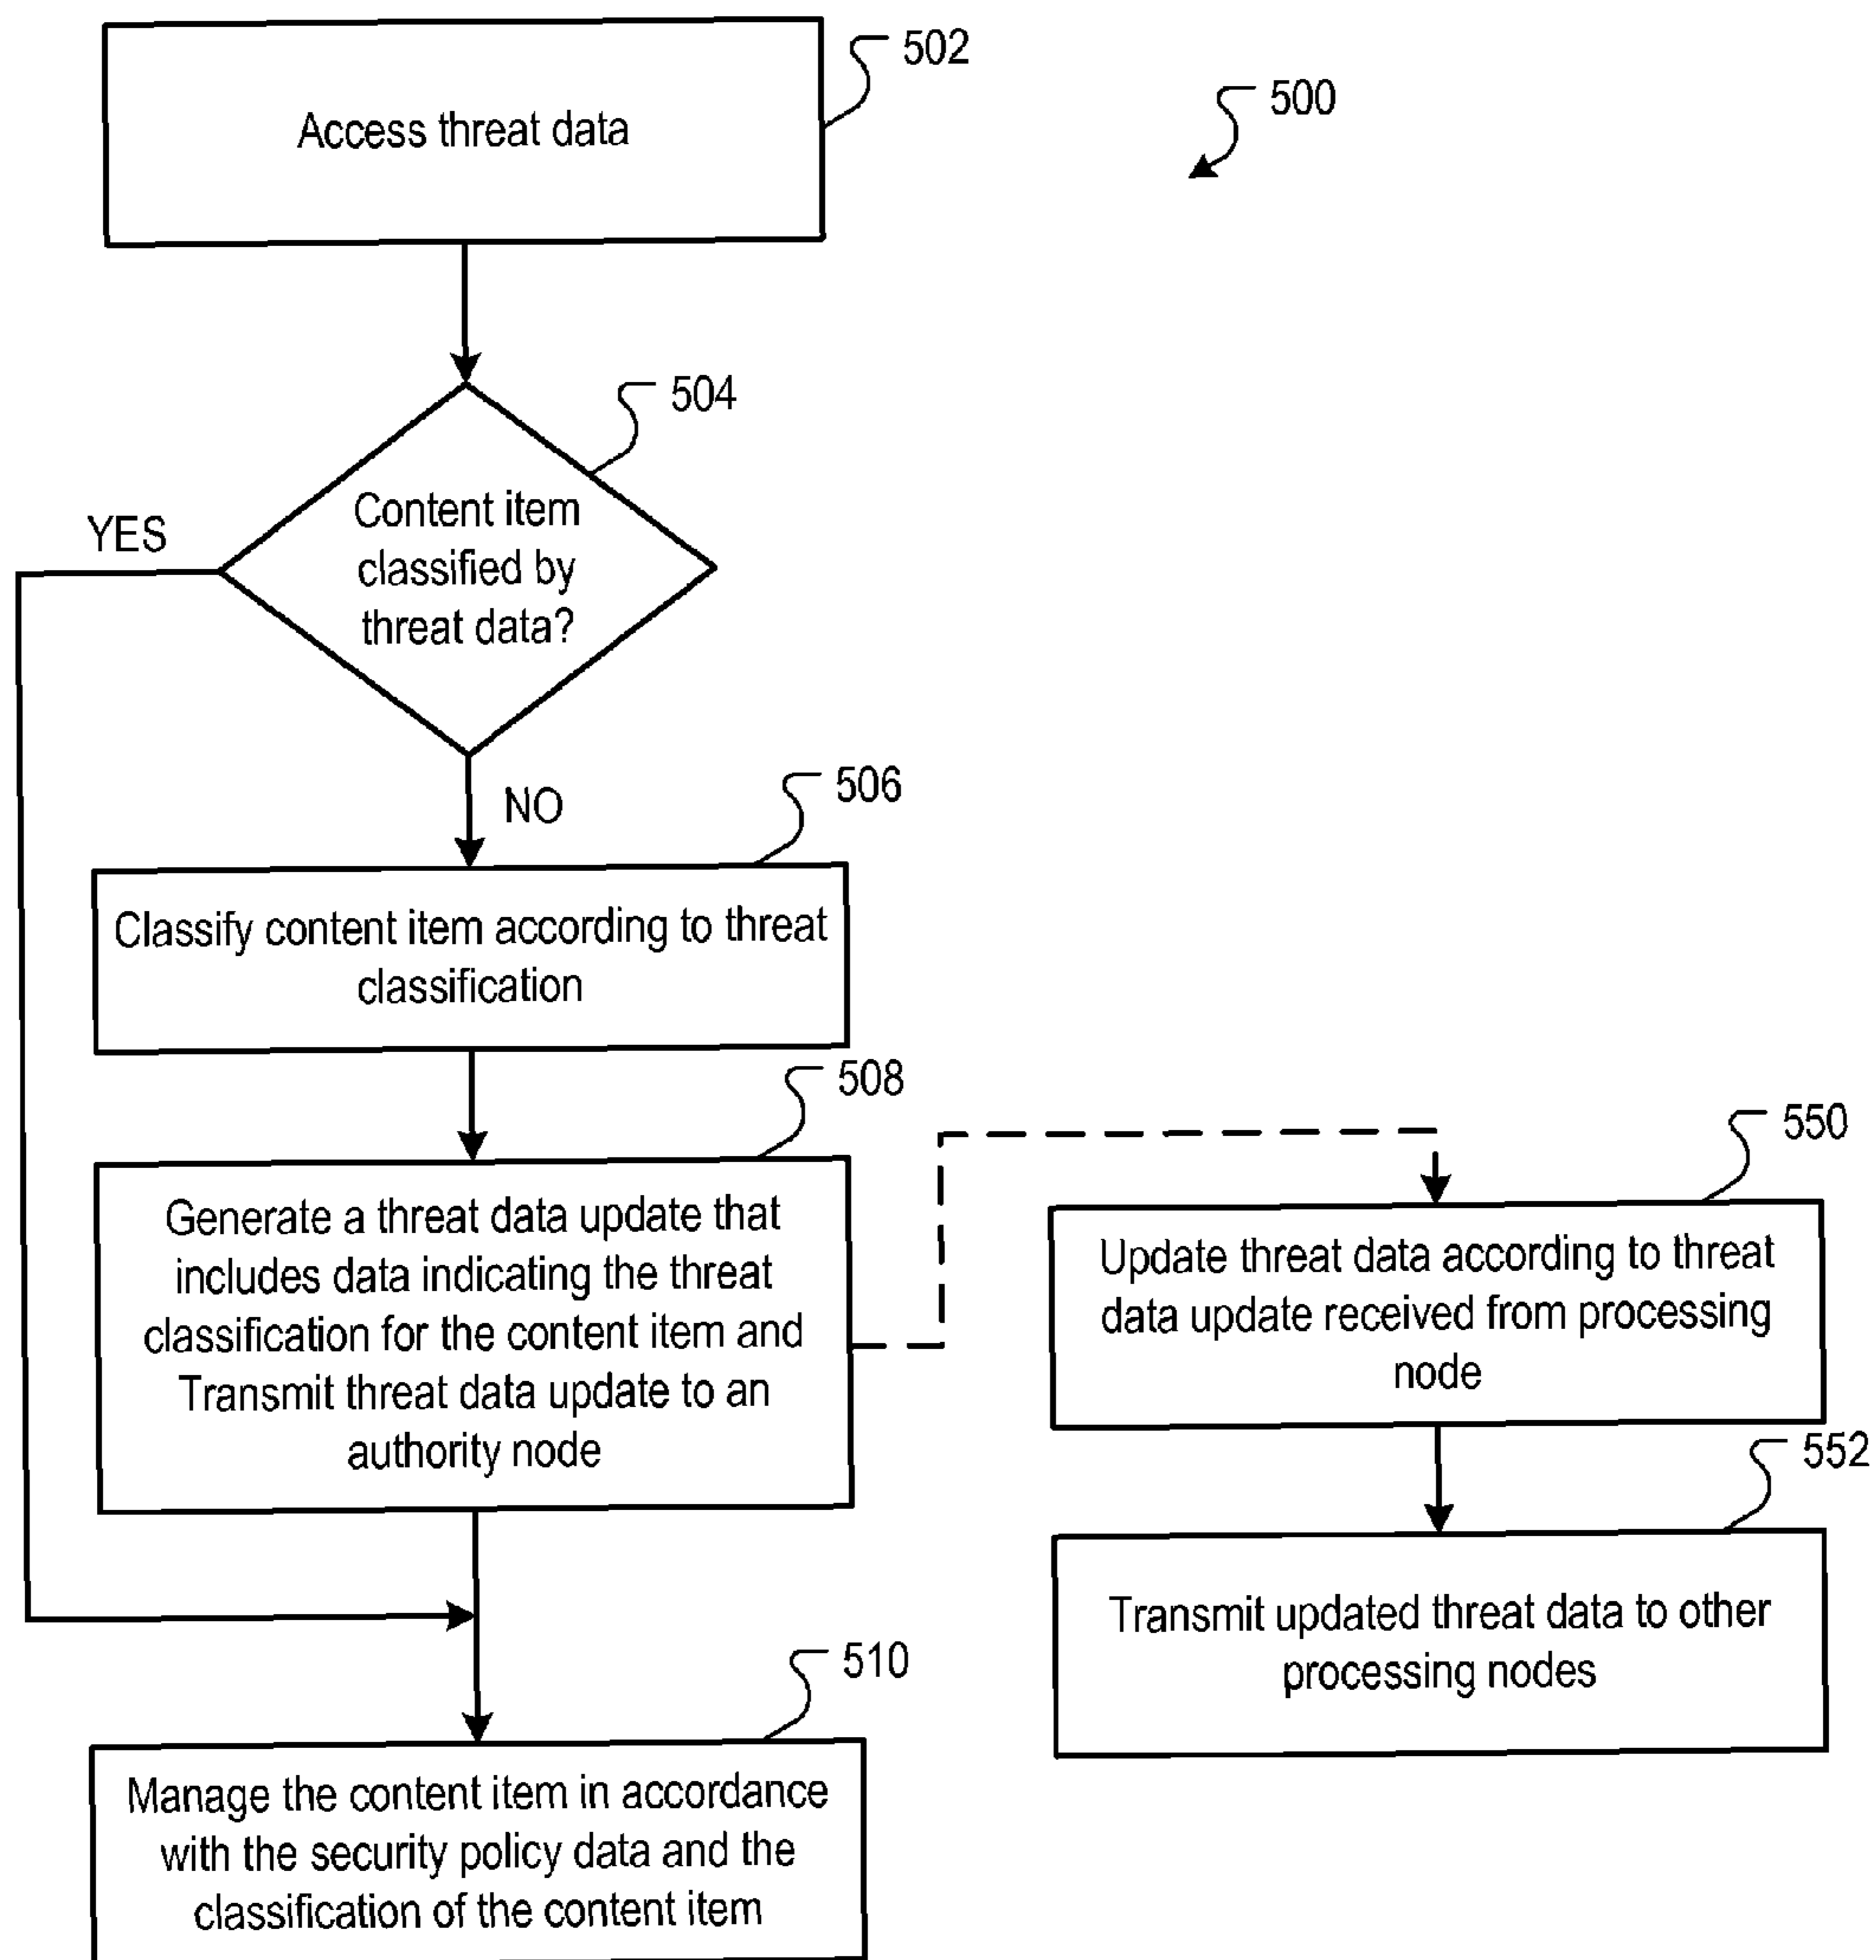 502
500
Access threat data
504
YES
Content item
classified by
threat data?
NO
506
Classify content item according to threat
classification
508
Generate a threat data update that
includes data indicating the threat
classification for the content item and
Transmit threat data update to an
authority node
550
Update threat data according to threat
data update received from processing
node
552
Transmit updated threat data to other
processing nodes
510
Manage the content item in accordance
with the security policy data and the
classification of the content item